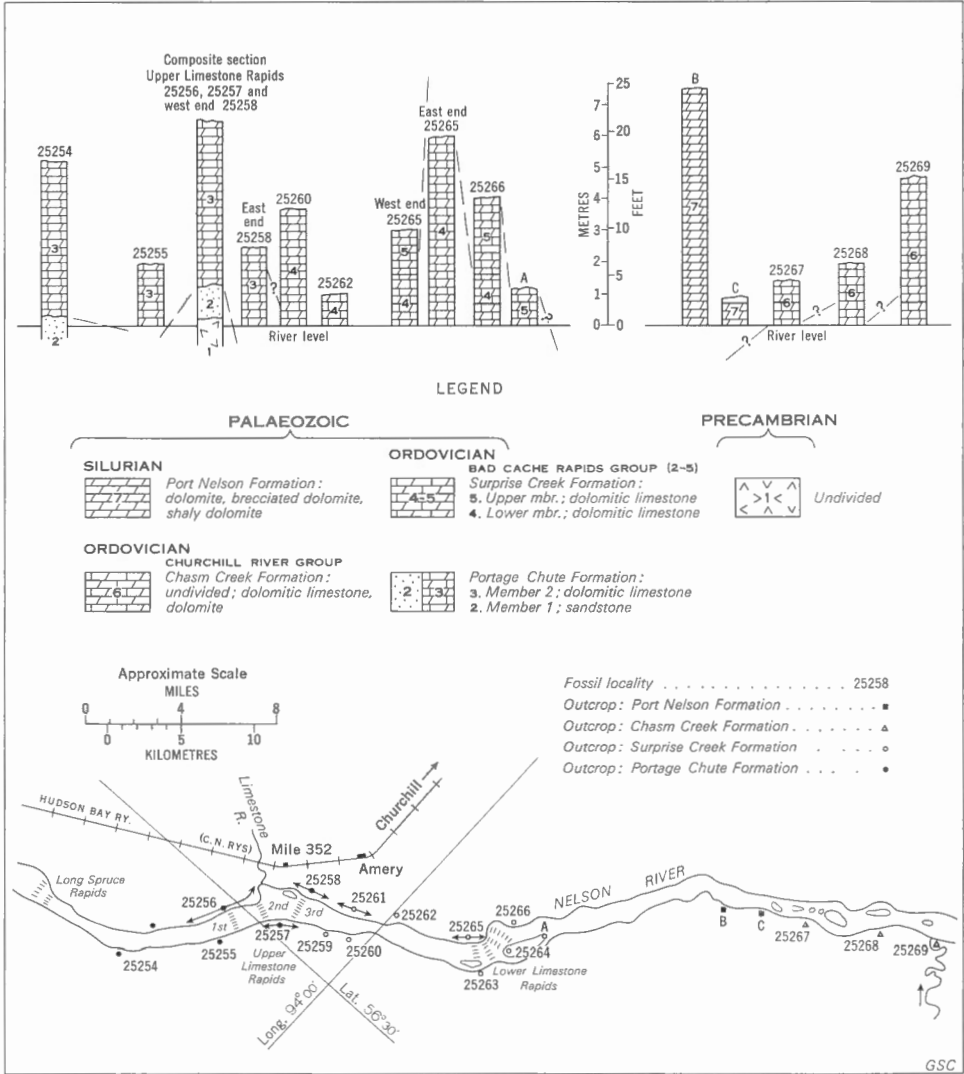 Composite section
Upper Limestone Rapids
25256, 25257 and
west end 25258
25254
25255
East
end
25258
25260
25262
West end
25265
East end
25265
25266
A
B
C
25267
25268
25269
3
2
3
3
2
1
3
?
4
4
5
4
4
5
4
5
?
7
7
?
6
?
6
?
6
METRES
7
6
5
4
3
2
1
0
FEET
25
20
15
10
5
0
River level
River level
LEGEND
PALAEOZOIC
PRECAMBRIAN
SILURIAN
7
Port Nelson Formation:
dolomite, brecciated dolomite,
shaly dolomite
ORDOVICIAN
BAD CACHE RAPIDS GROUP (2-5)
4-5
Surprise Creek Formation:
5. Upper mbr.; dolomitic limestone
4. Lower mbr.; dolomitic limestone
1
Undivided
ORDOVICIAN
CHURCHILL RIVER GROUP
6
Chasm Creek Formation:
undivided; dolomitic limestone,
dolomite
2 3
Portage Chute Formation:
3. Member 2; dolomitic limestone
2. Member 1; sandstone
Approximate Scale
MILES
0 4 8
0 5 10
KILOMETRES
Fossil locality . . . . . . . . . . . . . . 25258
Outcrop: Port Nelson Formation . . . . . . . .
Outcrop: Chasm Creek Formation . . . . . . .
Outcrop: Surprise Creek Formation . . . . .
Outcrop: Portage Chute Formation . . . . .
HUDSON BAY RY.
(C.N. RYS)
Limestone
R.
Mile 352
Amery
Churchill
Long Spruce
Rapids
25256
1st
2nd
3rd
25258
25261
25262
25265
25266
A
NELSON RIVER
B
C
25267
25268
25269
25254
25255
25257
Upper
Limestone
Rapids
25259
25260
25263
25264
Lower Limestone
Rapids
Long. 94°00'
Lat. 56°30'
GSC